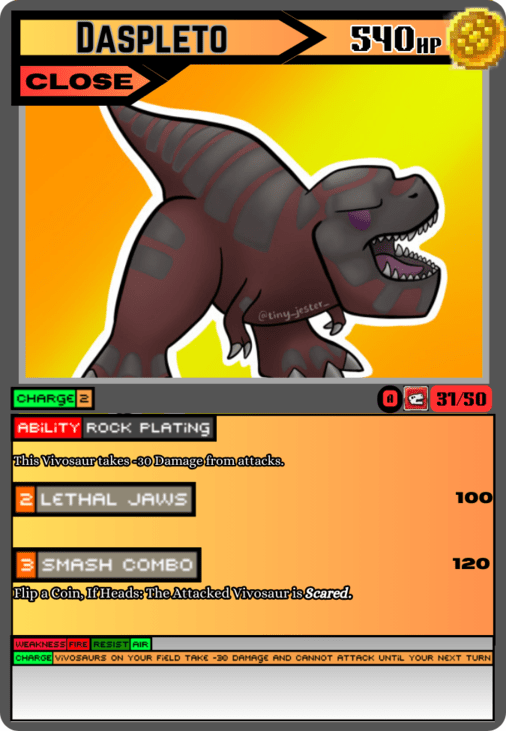 DASPLETO 540HP
CLOSE
@tiny_jester_
CHARGE 2 A 31/50
ABILITY ROCK PLATING
This Vivosaur takes -30 Damage from attacks.
2 LETHAL JAWS 100
3 SMASH COMBO 120
Flip a Coin, If Heads: The Attacked Vivosaur is Scared.
WEAKNESS FIRE RESIST AIR
CHARGE VIVOSAURS ON YOUR FIELD TAKE -30 DAMAGE AND CANNOT ATTACK UNTIL YOUR NEXT TURN